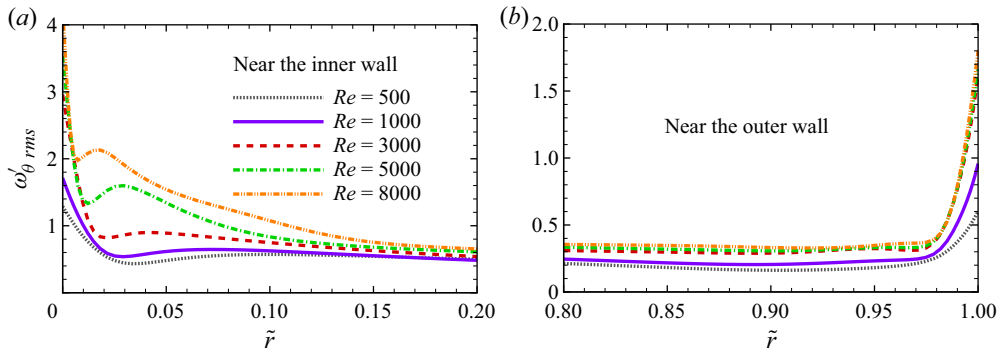 (a)
4
3
2
1
0
0.05
0.10
0.15
0.20
ω′θ rms
r̃
Near the inner wall
Re = 500
Re = 1000
Re = 3000
Re = 5000
Re = 8000
(b)
2.0
1.5
1.0
0.5
0
0.80
0.85
0.90
0.95
1.00
r̃
Near the outer wall